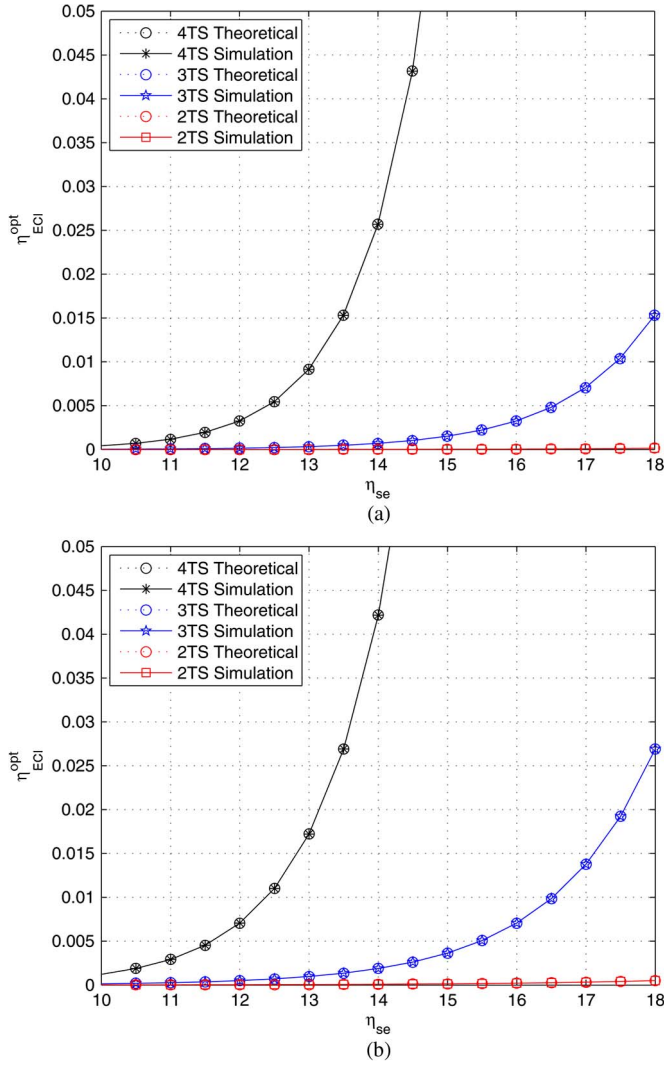 0.05
0.045
0.04
0.035
0.03
0.025
0.02
0.015
0.01
0.005
0
η_ECI^opt
4TS Theoretical
4TS Simulation
3TS Theoretical
3TS Simulation
2TS Theoretical
2TS Simulation
10 11 12 13 14 15 16 17 18
η_se
(a)
0.05
0.045
0.04
0.035
0.03
0.025
0.02
0.015
0.01
0.005
0
η_ECI^opt
4TS Theoretical
4TS Simulation
3TS Theoretical
3TS Simulation
2TS Theoretical
2TS Simulation
10 11 12 13 14 15 16 17 18
η_se
(b)